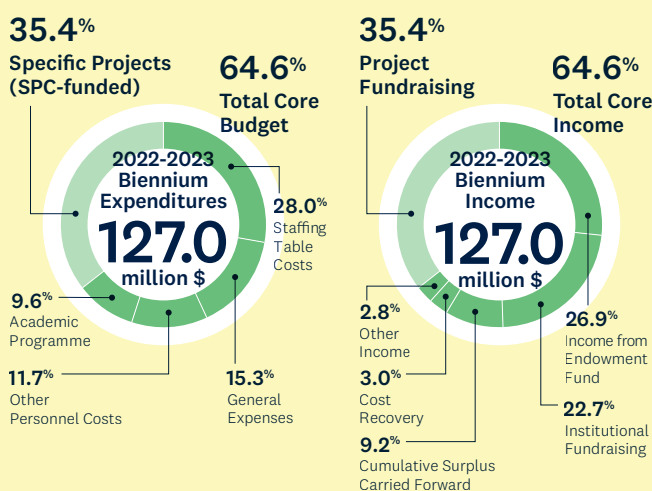 35.4%
Specific Projects
(SPC-funded)
64.6%
Total Core
Budget
2022-2023
Biennium
Expenditures
127.0
million $
28.0%
Staffing
Table
Costs
9.6%
Academic
Programme
11.7%
Other
Personnel Costs
15.3%
General
Expenses
35.4%
Project
Fundraising
64.6%
Total Core
Income
2022-2023
Biennium
Income
127.0
million $
2.8%
Other
Income
3.0%
Cost
Recovery
9.2%
Cumulative Surplus
Carried Forward
26.9%
Income from
Endowment
Fund
22.7%
Institutional
Fundraising